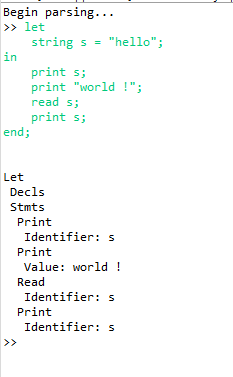 Begin parsing...
>> let
    string s = "hello";
in
    print s;
    print "world !";
    read s;
    print s;
end;
Let
 Decls
 Stmts
  Print
   Identifier: s
  Print
   Value: world !
  Read
   Identifier: s
  Print
   Identifier: s
>>